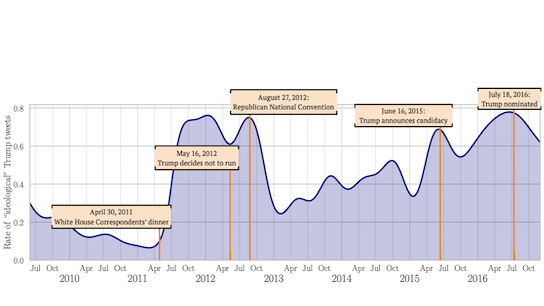 August 27, 2012:
Republican National Convention
June 16, 2015:
Trump announces candidacy
July 18, 2016:
Trump nominated
May 16, 2012
Trump decides not to run
April 30, 2011
White House Correspondents' dinner
Rate of "ideological" Trump tweets
0.8
0.6
0.4
0.2
0.0
Jul Oct Apr Jul Oct Apr Jul Oct Apr Jul Oct Apr Jul Oct Apr Jul Oct Apr Jul Oct Apr Jul Oct
2010 2011 2012 2013 2014 2015 2016